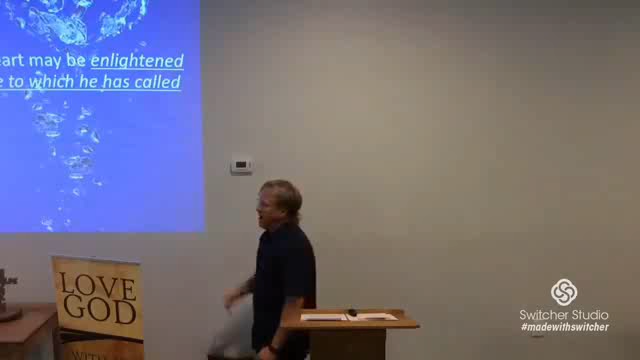 eart may be enlightened
e to which he has called
LOVE
GOD
Switcher Studio
#madewithswitcher